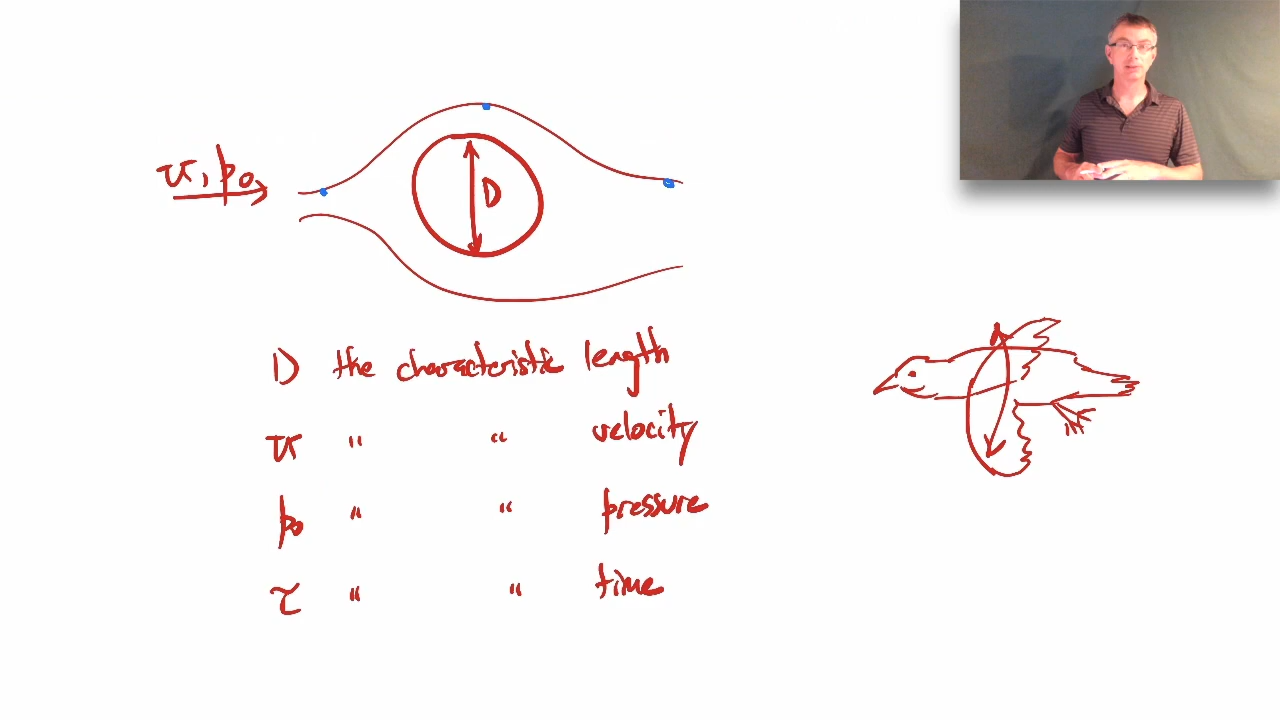 v, p₀
D
D the characteristic length
v " " velocity
p₀ " " pressure
τ " " time